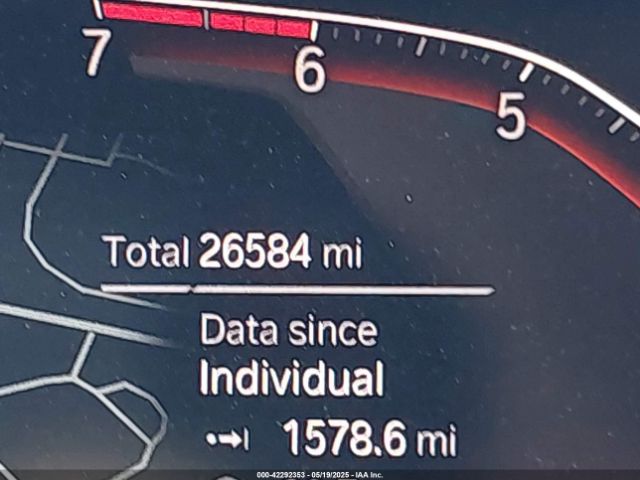 7
6
5
Total 26584 mi
Data since
Individual
1578.6 mi
000-42292353 - 05/19/2025 - IAA Inc.